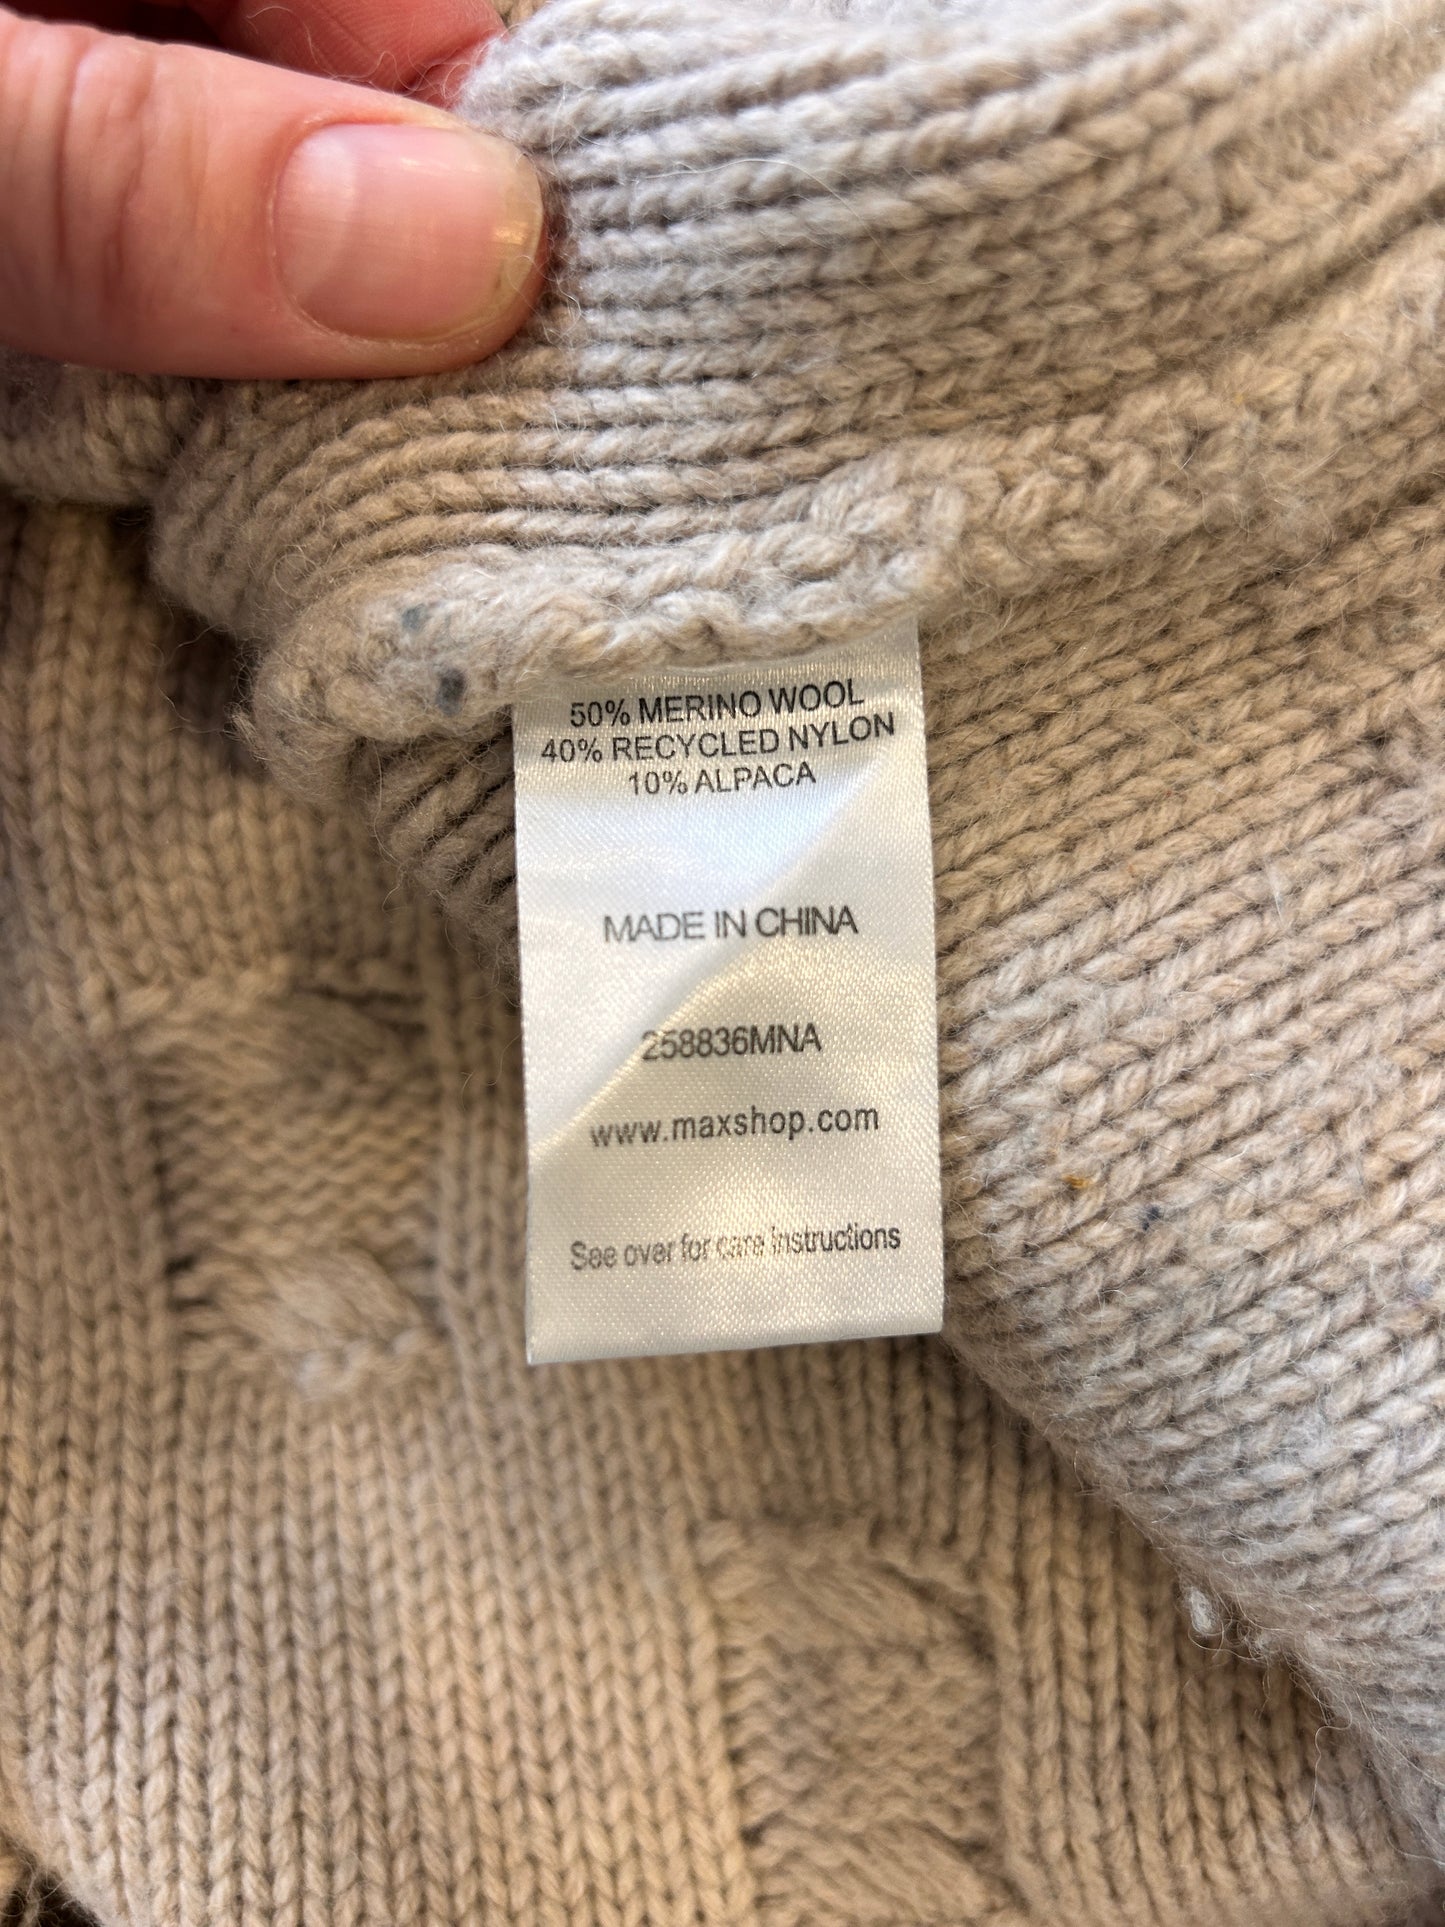 50% MERINO WOOL
40% RECYCLED NYLON
10% ALPACA
MADE IN CHINA
258836MNA
www.maxshop.com
See over for care instructions